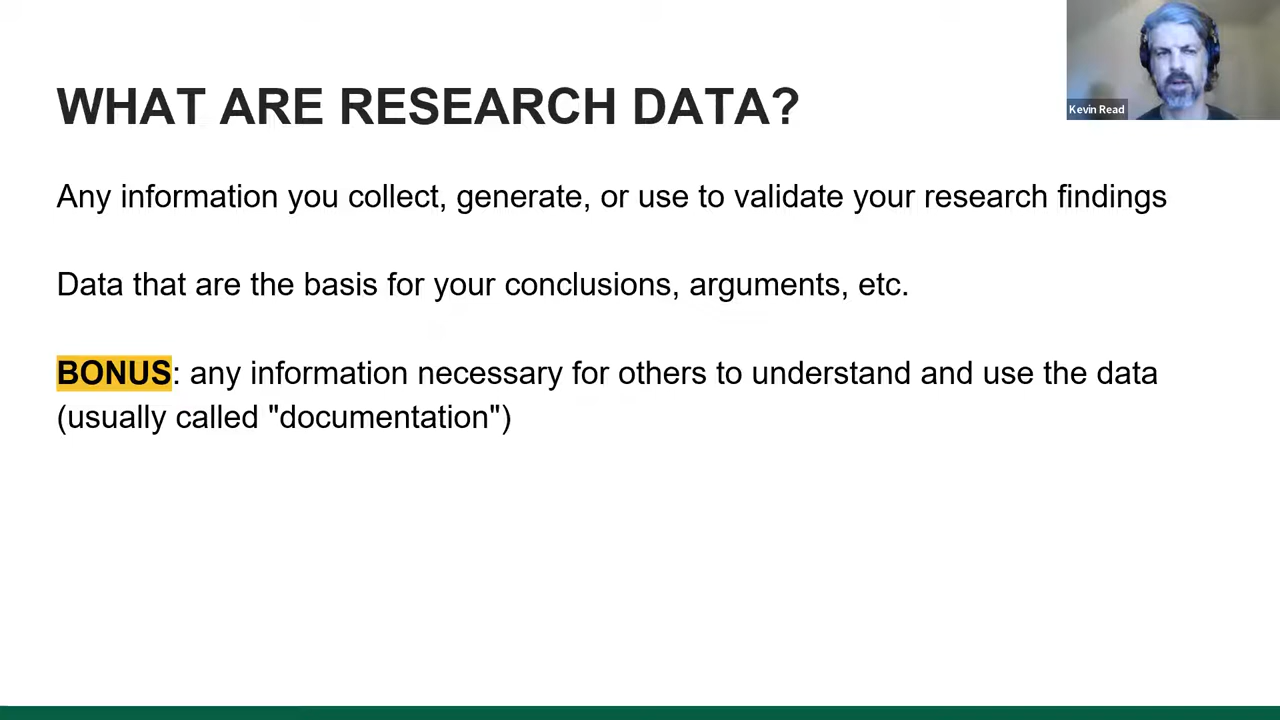 WHAT ARE RESEARCH DATA?
Kevin Read
Any information you collect, generate, or use to validate your research findings
Data that are the basis for your conclusions, arguments, etc.
BONUS: any information necessary for others to understand and use the data
(usually called "documentation")